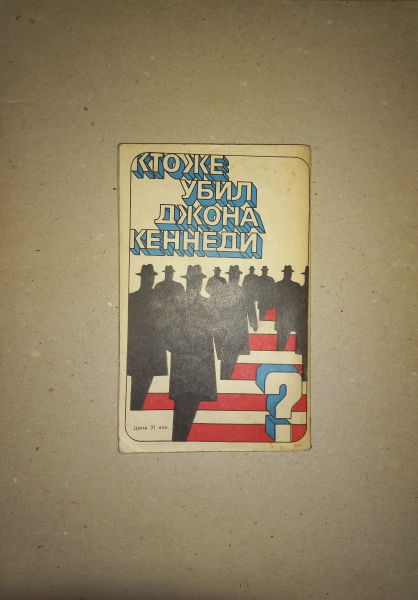 КТО ЖЕ
УБИЛ
ДЖОНА
КЕННЕДИ
?
Цена 31 коп.